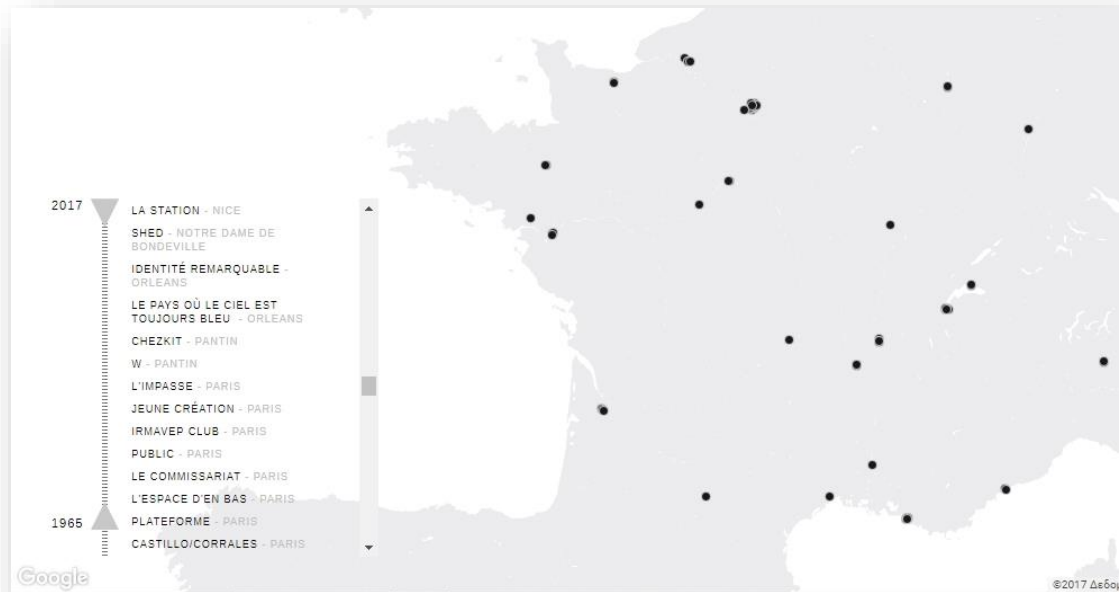 2017
LA STATION - NICE
SHED - NOTRE DAME DE
BONDEVILLE
IDENTITÉ REMARQUABLE -
ORLEANS
LE PAYS OÙ LE CIEL EST
TOUJOURS BLEU - ORLEANS
CHEZKIT - PANTIN
W - PANTIN
L'IMPASSE - PARIS
JEUNE CRÉATION - PARIS
IRMAVEP CLUB - PARIS
PUBLIC - PARIS
LE COMMISSARIAT - PARIS
L'ESPACE D'EN BAS - PARIS
1965
PLATEFORME - PARIS
CASTILLO/CORRALES - PARIS
Google
©2017 Δεδομ